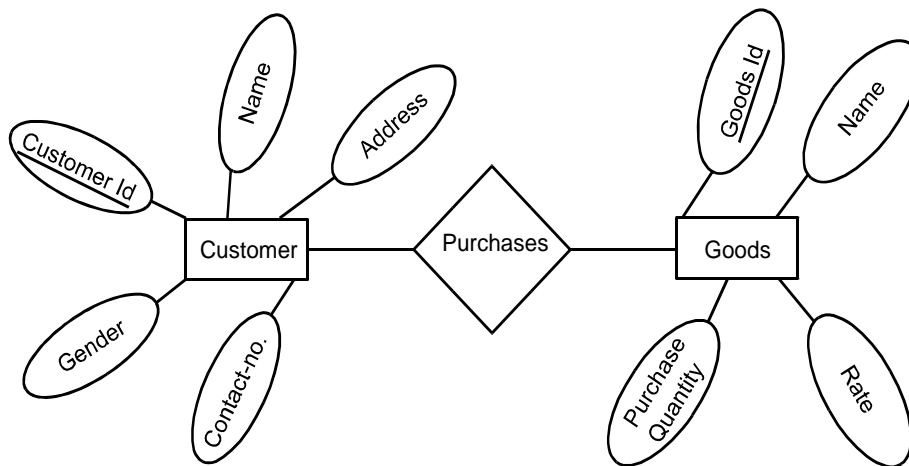 Customer Id
Name
Address
Goods Id
Name
Customer
Purchases
Goods
Gender
Contact-no.
Purchase
Quantity
Rate